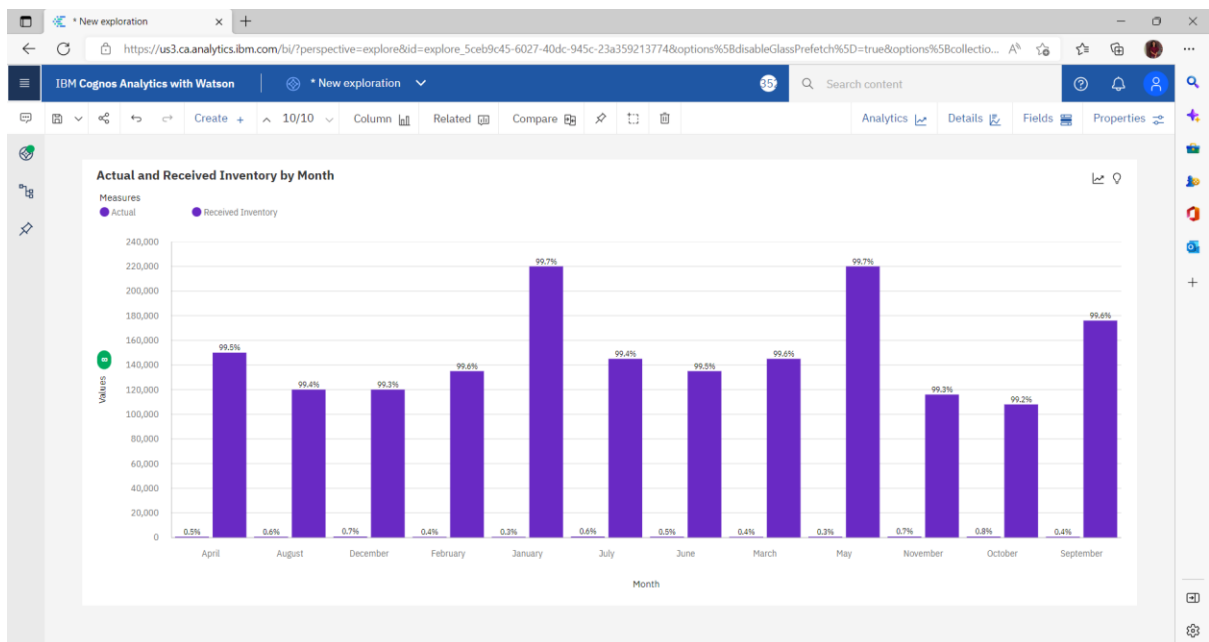 * New exploration
https://us3.ca.analytics.ibm.com/bi/?perspective=explore&id=explore_5ceb9c45-6027-40dc-945c-23a359213774&options%5BdisableGlassPrefetch%5D=true&options%5Bcollectio...
IBM Cognos Analytics with Watson * New exploration 352 Search content
Create + 10/10 Column Related Compare Analytics Details Fields Properties
Actual and Received Inventory by Month
Measures
Actual Received Inventory
240,000
220,000
200,000
180,000
160,000
140,000
120,000
100,000
80,000
60,000
40,000
20,000
0
Values
0.5% 99.5% 0.6% 99.4% 0.7% 99.3% 0.4% 99.6% 0.3% 99.7% 0.6% 99.4% 0.5% 99.5% 0.4% 99.6% 0.3% 99.7% 0.7% 99.3% 0.8% 99.2% 0.4% 99.6%
April August December February January July June March May November October September
Month